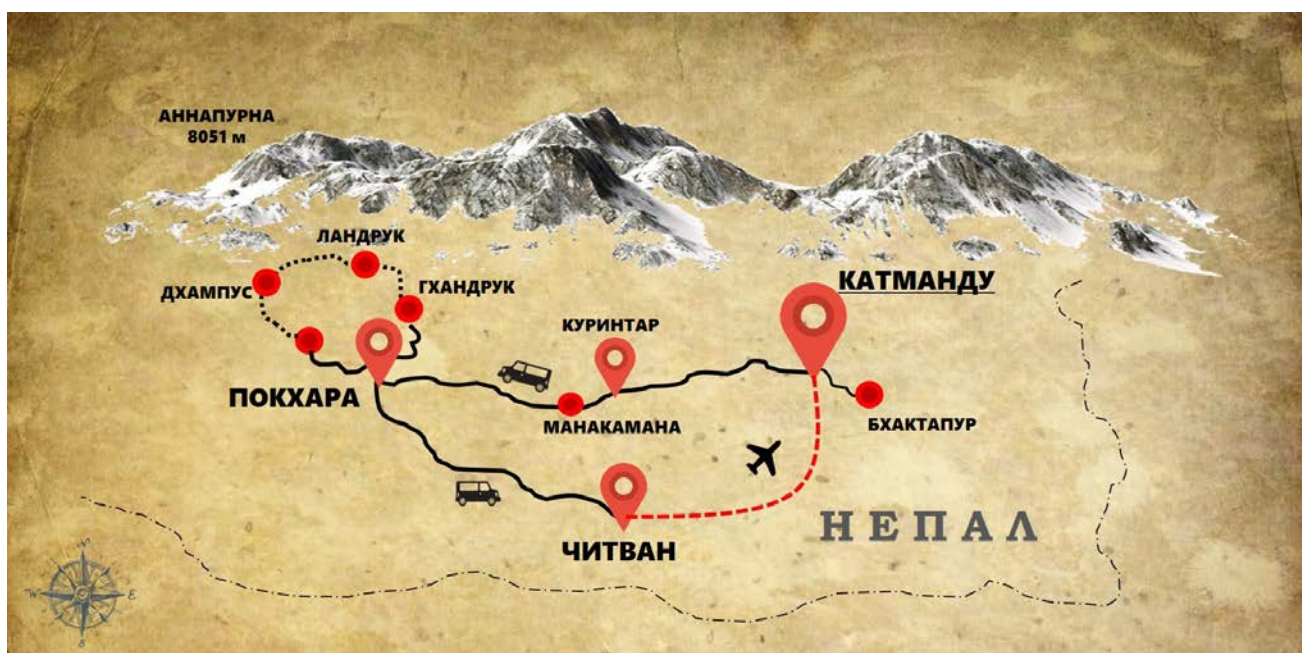 АННАПУРНА
8051 м
ЛАНДРУК
ДХАМПУС
ГХАНДРУК
КАТМАНДУ
КУРИНТАР
ПОКХАРА
МАНАКАМАНА
БХАКТАПУР
НЕПАЛ
ЧИТВАН
N
W E
S